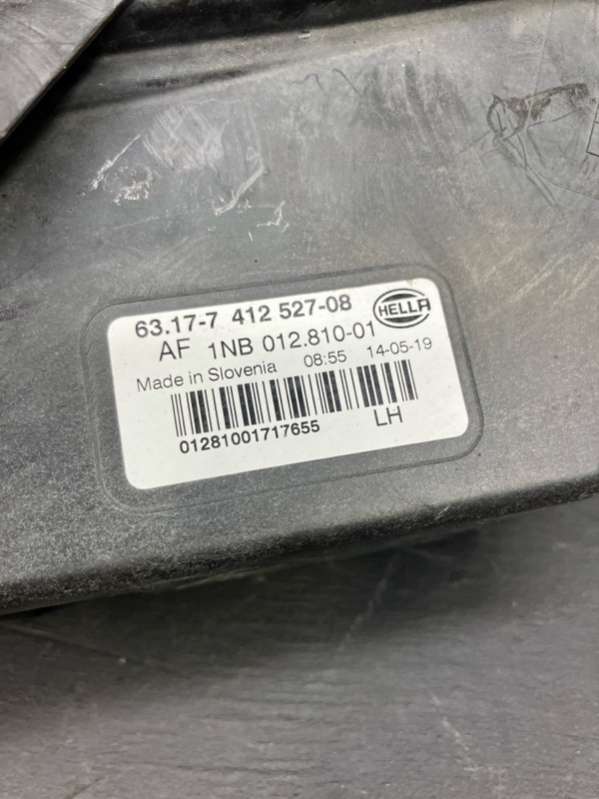 63.17-7 412 527-08
HELLA
AF 1NB 012.810-01
Made in Slovenia 08:55 14-05-19
01281001717655
LH